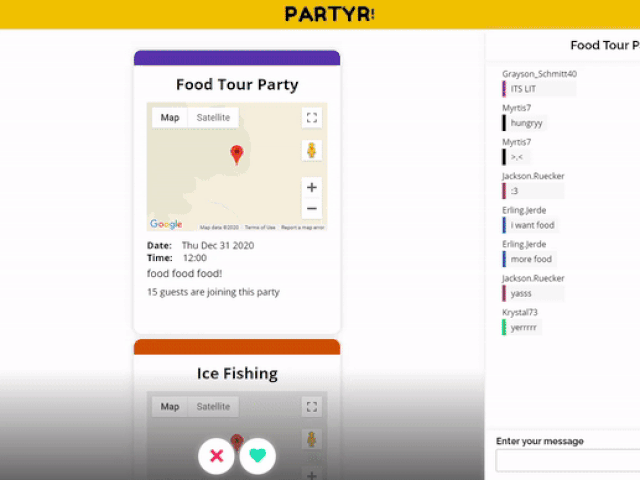 PARTYR!
Food Tour Party
Map Satellite
Google
Map data ©2020 Terms of Use Report a map error
Date: Thu Dec 31 2020
Time: 12:00
food food food!
15 guests are joining this party
Ice Fishing
Map Satellite
Food Tour P
Grayson_Schmitt40
ITS LIT
Myrtis7
hungryy
Myrtis7
>.<
Jackson.Ruecker
:3
Erling.Jerde
i want food
Erling.Jerde
more food
Jackson.Ruecker
yasss
Krystal73
yerrrrr
Enter your message